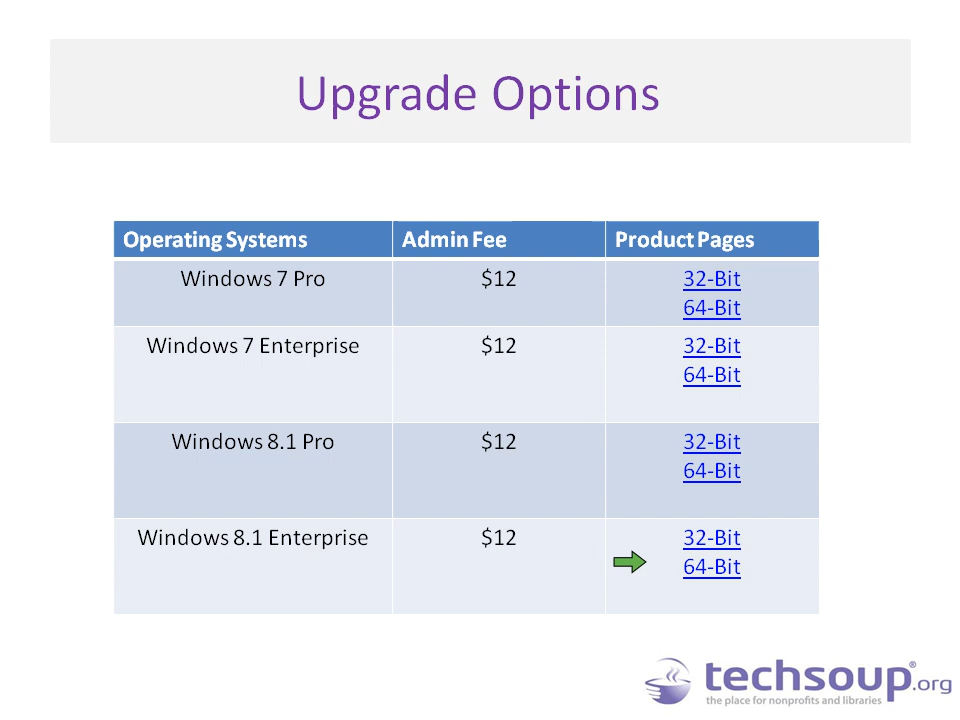 Upgrade Options
Operating Systems Admin Fee Product Pages
Windows 7 Pro $12 32-Bit
64-Bit
Windows 7 Enterprise $12 32-Bit
64-Bit
Windows 8.1 Pro $12 32-Bit
64-Bit
Windows 8.1 Enterprise $12 32-Bit
64-Bit
techsoup®.org
the place for nonprofits and libraries